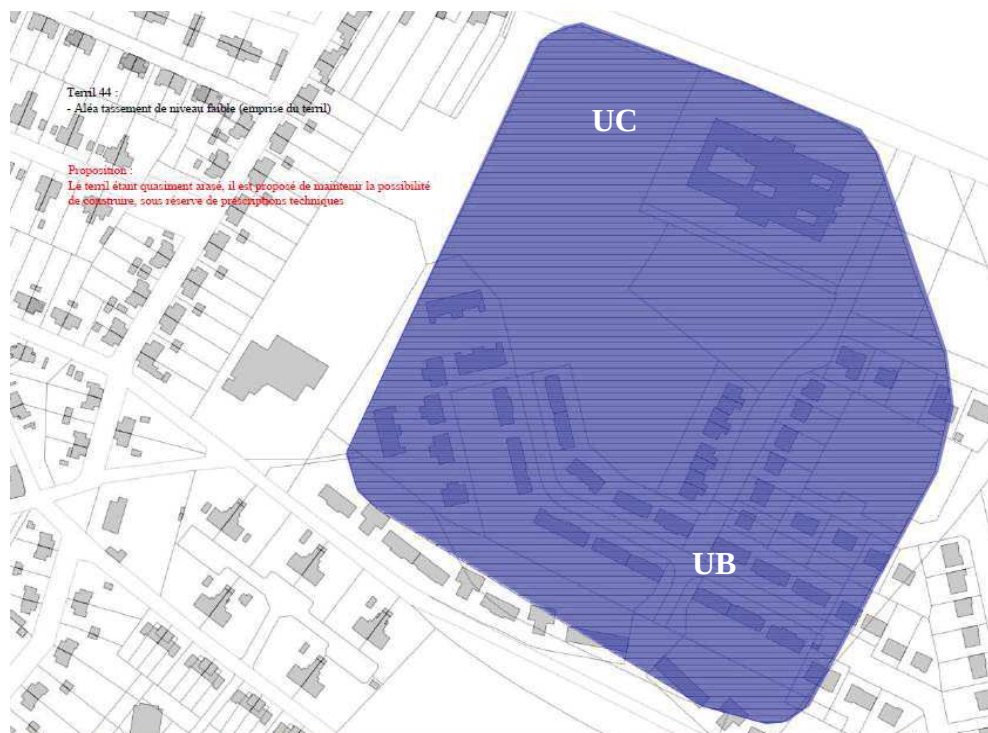 UC
Terril 44 :
- Aléa tassement de niveau faible (emprise du terril)
Proposition :
Le terril étant quasiment arasé, il est proposé de maintenir la possibilité
de construire, sous réserve de prescriptions techniques
UB